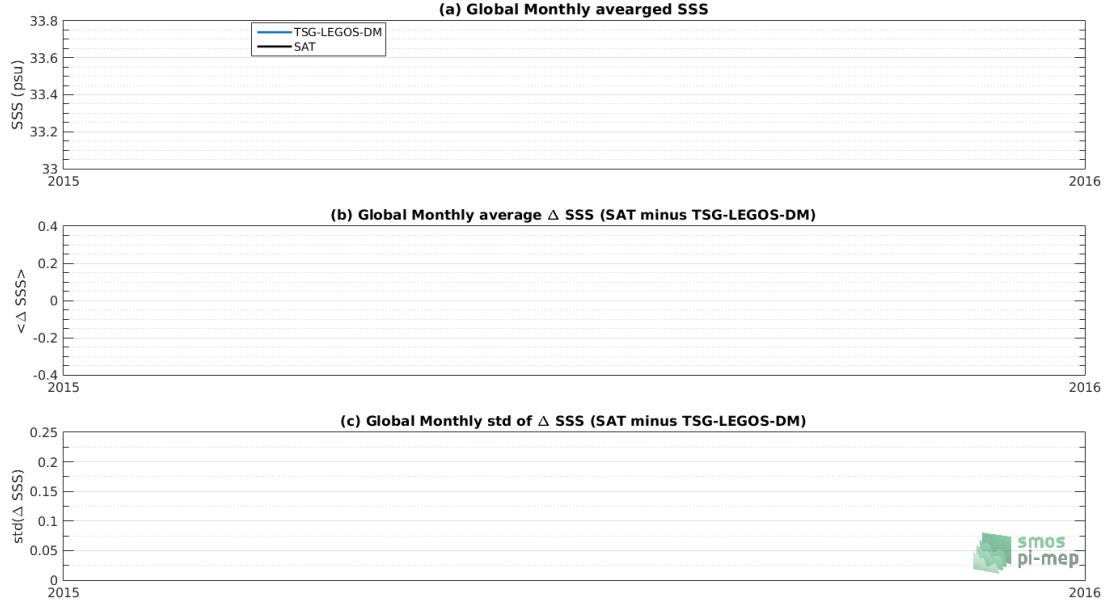 (a) Global Monthly avearged SSS
33.8
33.6
33.4
33.2
33
SSS (psu)
TSG-LEGOS-DM
SAT
2015
2016
(b) Global Monthly average Δ SSS (SAT minus TSG-LEGOS-DM)
0.4
0.2
0
-0.2
-0.4
<Δ SSS>
2015
2016
(c) Global Monthly std of Δ SSS (SAT minus TSG-LEGOS-DM)
0.25
0.2
0.15
0.1
0.05
0
std(Δ SSS)
smos
pi-mep
2015
2016